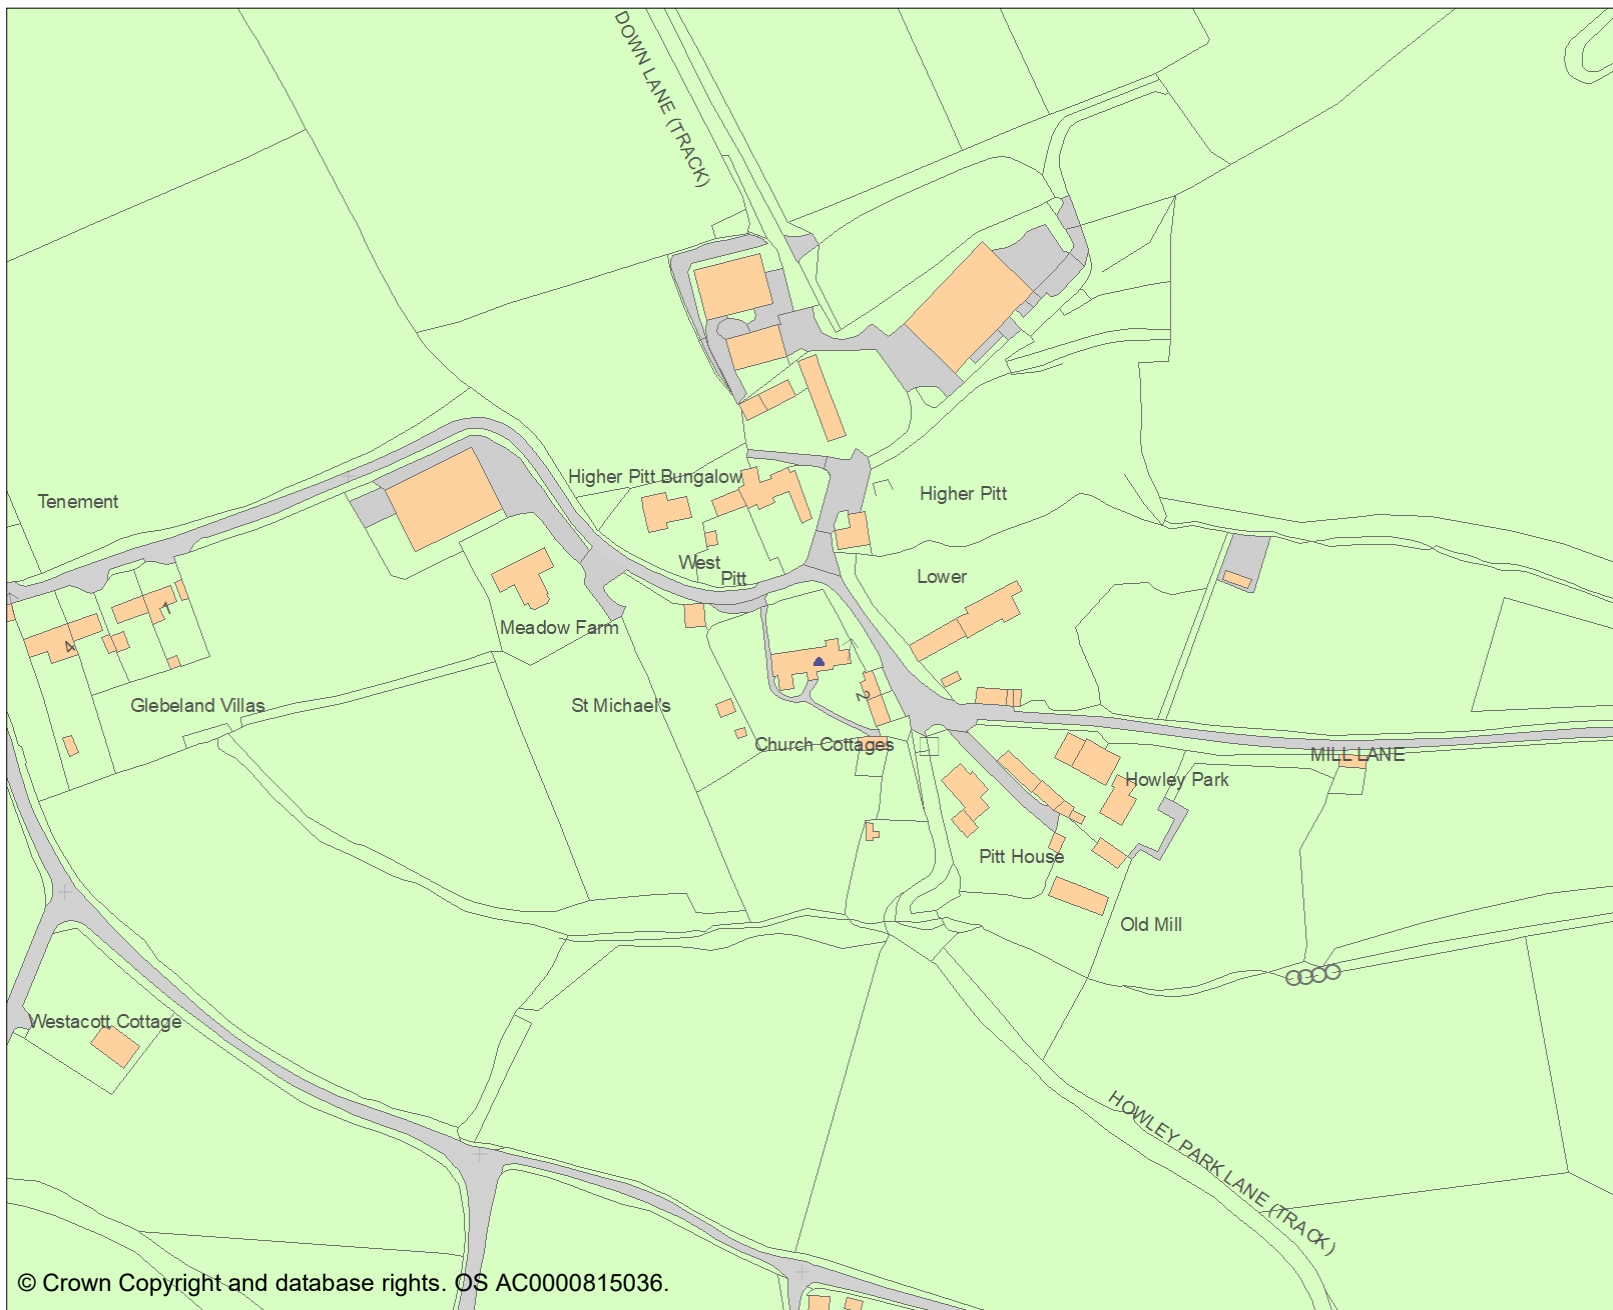 DOWN LANE (TRACK)
Higher Pitt Bungalow
Higher Pitt
Tenement
West
Pitt
Lower
1
Meadow Farm
4
2
Glebeland Villas
St Michael's
Church Cottages
MILL LANE
Howley Park
Pitt House
Old Mill
Westacott Cottage
HOWLEY PARK LANE (TRACK)
© Crown Copyright and database rights. OS AC0000815036.